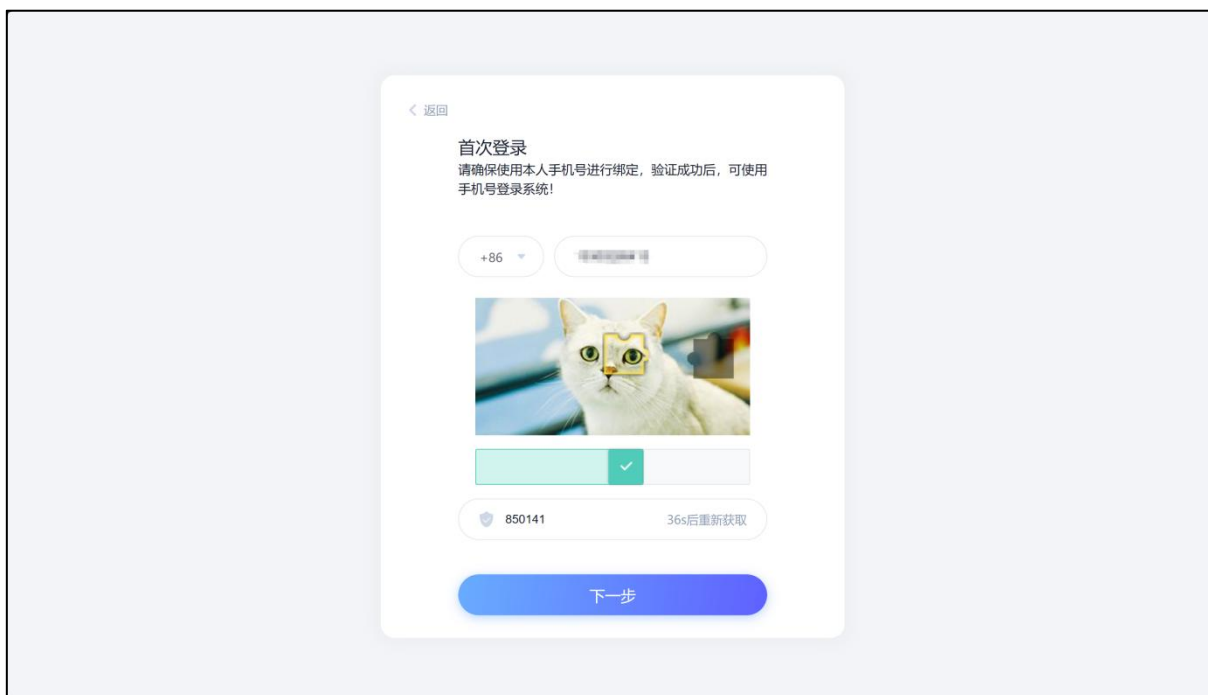 返回
首次登录
请确保使用本人手机号进行绑定，验证成功后，可使用
手机号登录系统！
+86
850141 36s后重新获取
下一步